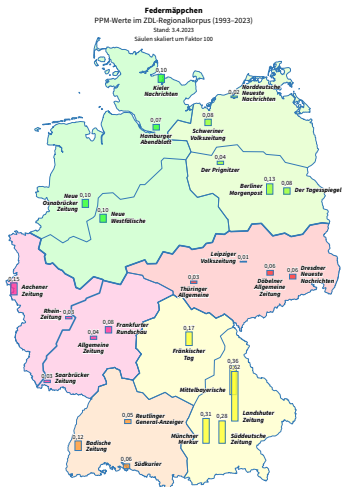 Federmäppchen
PPM-Werte im ZDL-Regionalkorpus (1993–2023)
Stand: 3.4.2023
Säulen skaliert um Faktor 100
0,10
Kieler
Nachrichten
0,02
Norddeutsche
Neueste
Nachrichten
0,07
Hamburger
Abendblatt
0,08
Schweriner
Volkszeitung
0,04
Der Prignitzer
0,13
Berliner
Morgenpost
0,08
Der Tagesspiegel
0,10
Neue
Osnabrücker
Zeitung
0,10
Neue
Westfälische
Leipziger
Volkszeitung
0,01
0,06
Döbelner
Allgemeine
Zeitung
0,06
Dresdner
Neueste
Nachrichten
0,03
Thüringer
Allgemeine
0,15
Aachener
Zeitung
Rhein-
Zeitung
0,03
0,04
Allgemeine
Zeitung
0,08
Frankfurter
Rundschau
0,17
Fränkischer
Tag
0,03
Saarbrücker
Zeitung
0,36
Mittelbayerische
Landshuter
Zeitung
0,05
Reutlinger
General-Anzeiger
0,31
Münchner
Merkur
0,28
Süddeutsche
Zeitung
0,12
Badische
Zeitung
0,06
Südkurier